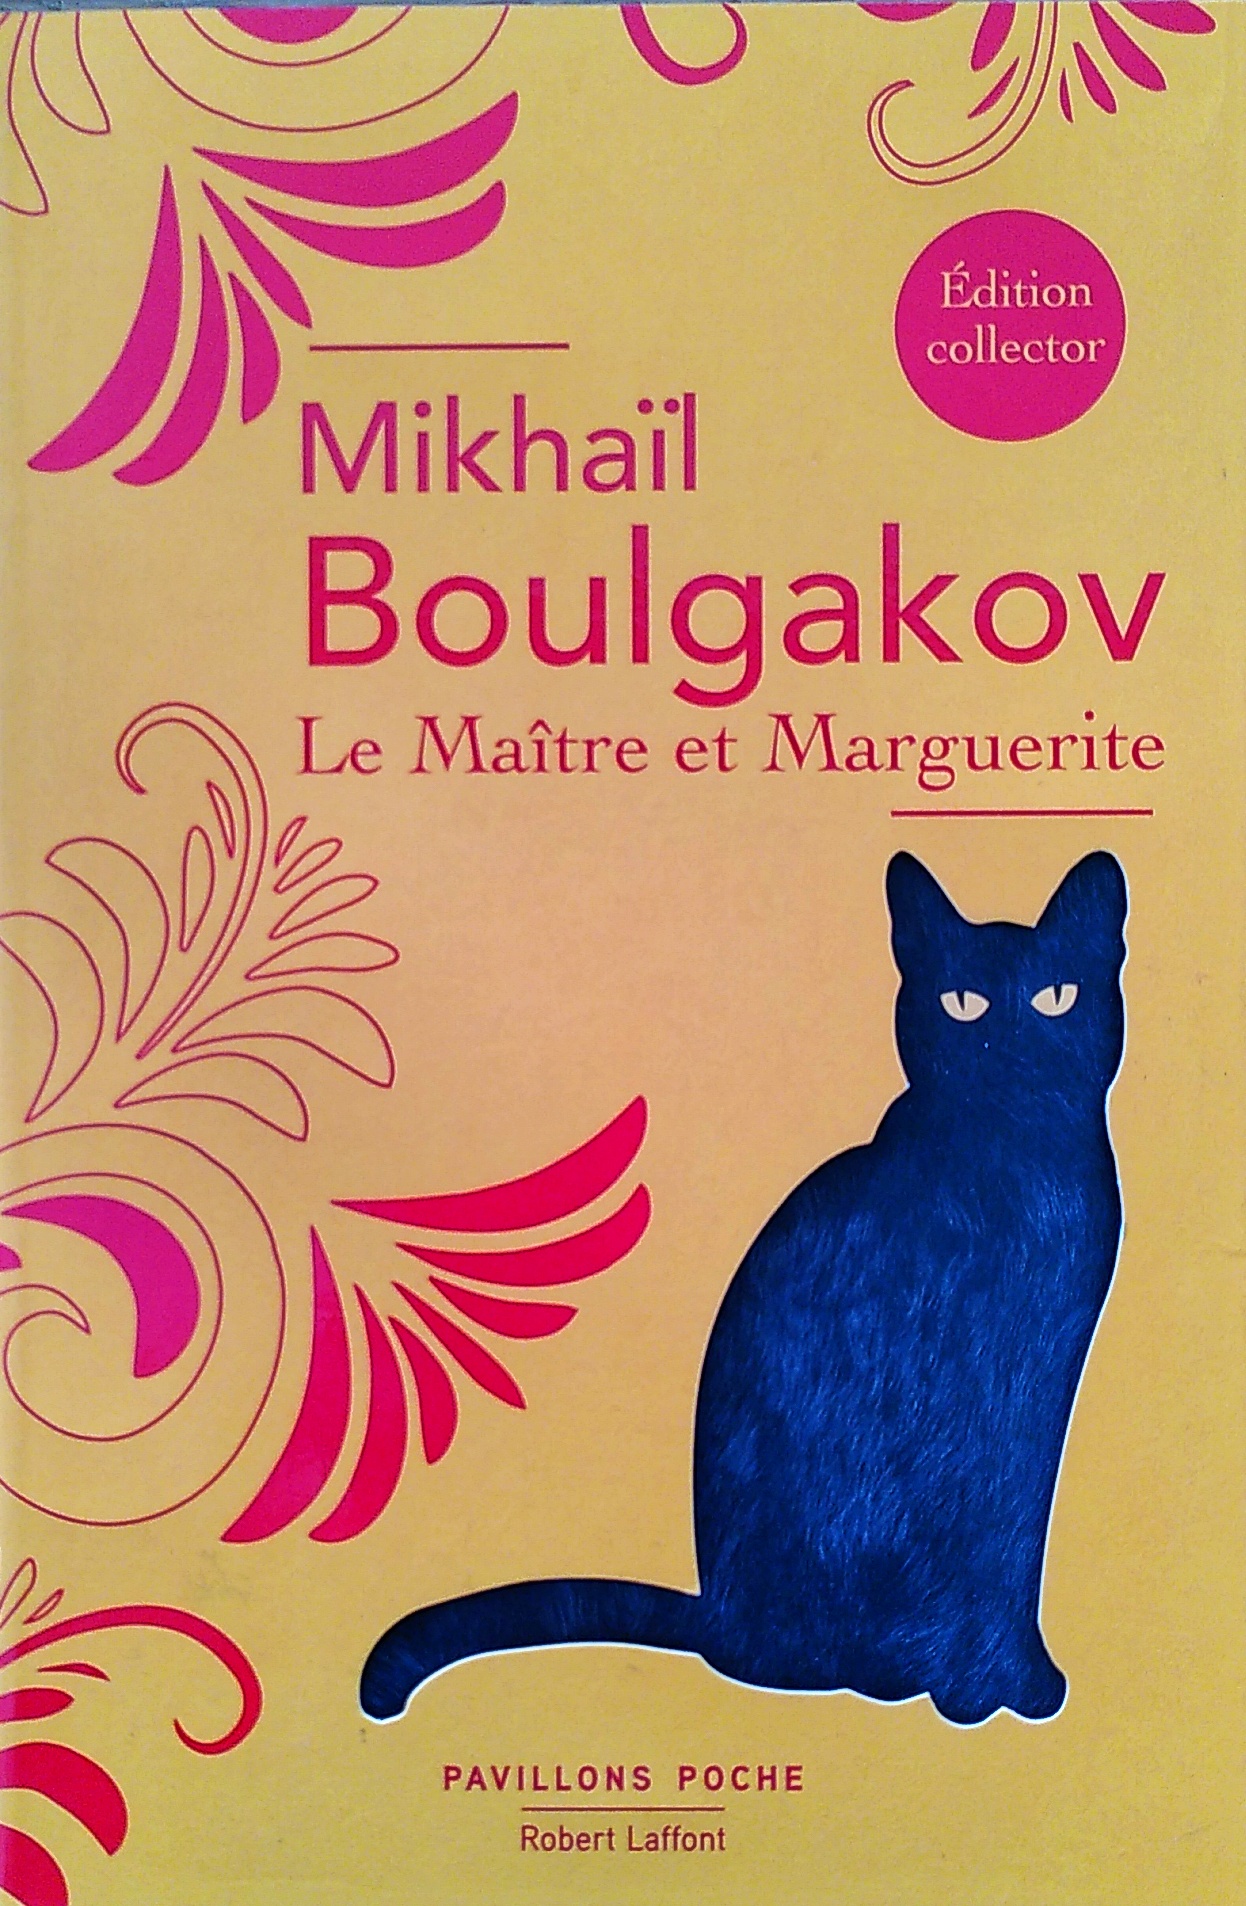 Édition
collector
Mikhaïl
Boulgakov
Le Maître et Marguerite
PAVILLONS POCHE
Robert Laffont